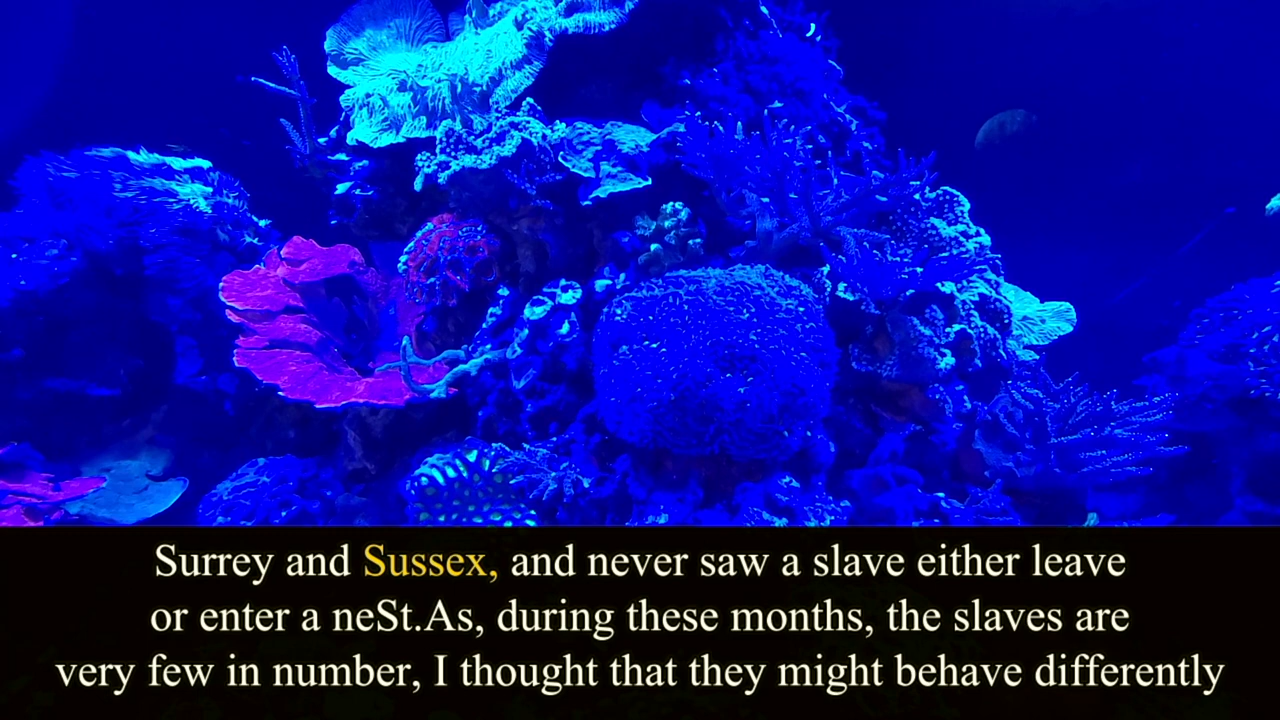 Surrey and Sussex, and never saw a slave either leave
or enter a neSt.As, during these months, the slaves are
very few in number, I thought that they might behave differently